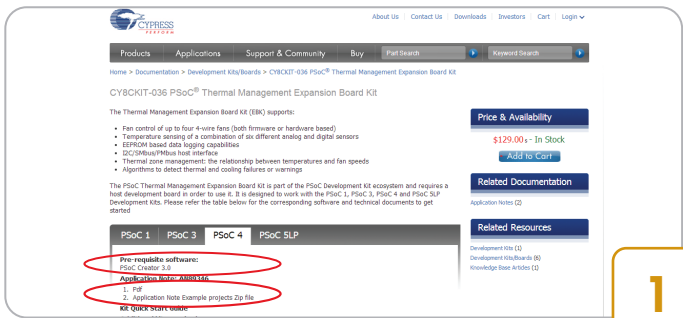 CYPRESS
PERFORM
About Us | Contact Us | Downloads | Investors | Cart | Login
Products Applications Support & Community Buy Part Search Keyword Search
Home > Documentation > Development Kits/Boards > CY8CKIT-036 PSoC® Thermal Management Expansion Board Kit
CY8CKIT-036 PSoC® Thermal Management Expansion Board Kit
The Thermal Management Expansion Board Kit (EBK) supports:
• Fan control of up to four 4-wire fans (both firmware or hardware based)
• Temperature sensing of a combination of six different analog and digital sensors
• EEPROM based data logging capabilities
• I2C/SMbus/PMbus host interface
• Thermal zone management: the relationship between temperatures and fan speeds
• Algorithms to detect thermal and cooling failures or warnings
The PSoC Thermal Management Expansion Board Kit is part of the PSoC Development Kit ecosystem and requires a
host development board in order to use it. It is designed to work with the PSoC 1, PSoC 3, PSoC 4 and PSoC 5LP
Development Kits. Please refer the table below for the corresponding software and technical documents to get
started
PSoC 1 PSoC 3 PSoC 4 PSoC 5LP
Pre-requisite software:
PSoC Creator 3.0
Application Note: AN89346
1. Pdf
2. Application Note Example projects Zip file
Kit Quick Start Guide
Price & Availability
$129.00 s - In Stock
Add to Cart
Related Documentation
Application Notes (2)
Related Resources
Development Kits (1)
Development Kits/Boards (6)
Knowledge Base Articles (1)
1